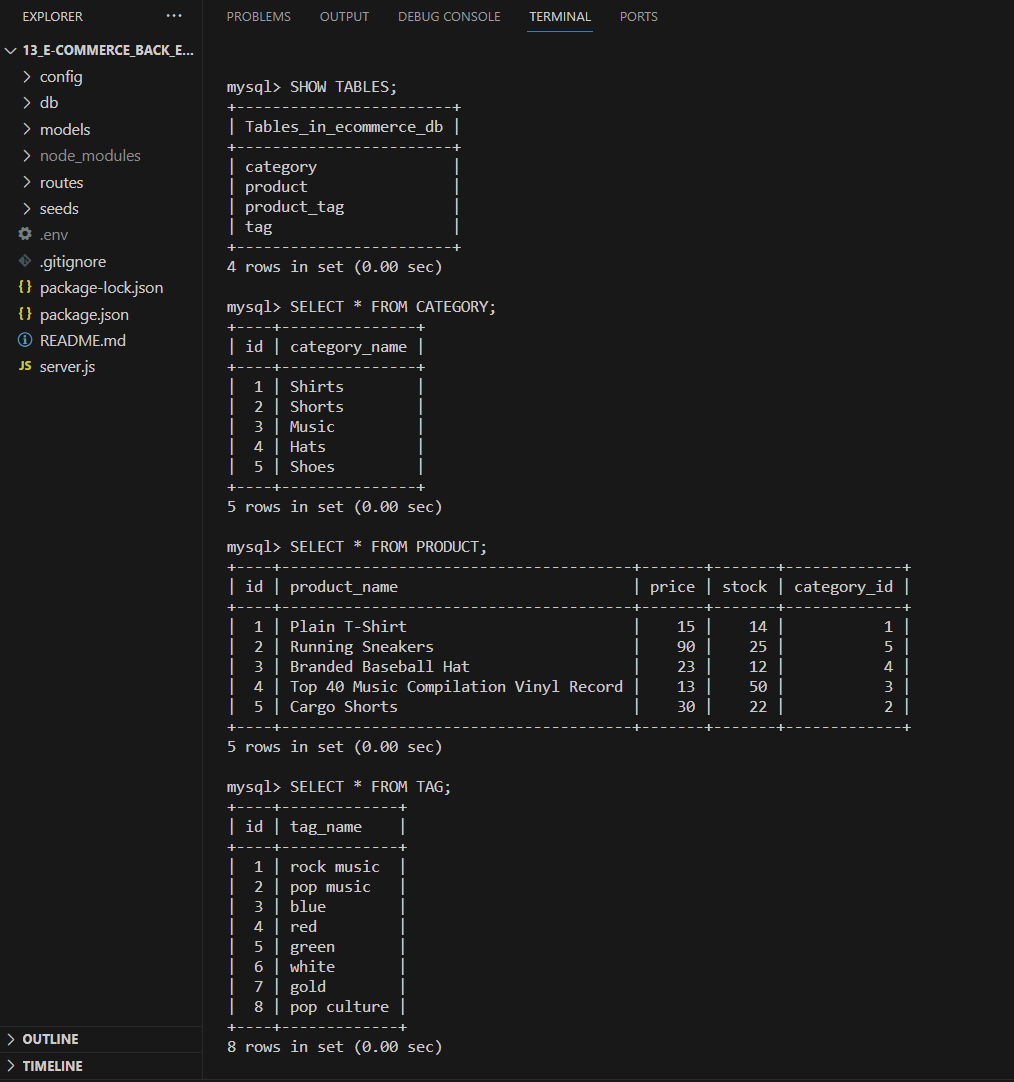 EXPLORER ···
13_E-COMMERCE_BACK_E...
config
db
models
node_modules
routes
seeds
.env
.gitignore
{} package-lock.json
{} package.json
README.md
JS server.js
OUTLINE
TIMELINE
PROBLEMS OUTPUT DEBUG CONSOLE TERMINAL PORTS
mysql> SHOW TABLES;
+------------------------+
| Tables_in_ecommerce_db |
+------------------------+
| category               |
| product                |
| product_tag            |
| tag                    |
+------------------------+
4 rows in set (0.00 sec)
mysql> SELECT * FROM CATEGORY;
+----+---------------+
| id | category_name |
+----+---------------+
|  1 | Shirts        |
|  2 | Shorts        |
|  3 | Music         |
|  4 | Hats          |
|  5 | Shoes         |
+----+---------------+
5 rows in set (0.00 sec)
mysql> SELECT * FROM PRODUCT;
+----+---------------------------------------+-------+-------+-------------+
| id | product_name                          | price | stock | category_id |
+----+---------------------------------------+-------+-------+-------------+
|  1 | Plain T-Shirt                         |    15 |    14 |           1 |
|  2 | Running Sneakers                      |    90 |    25 |           5 |
|  3 | Branded Baseball Hat                  |    23 |    12 |           4 |
|  4 | Top 40 Music Compilation Vinyl Record |    13 |    50 |           3 |
|  5 | Cargo Shorts                          |    30 |    22 |           2 |
+----+---------------------------------------+-------+-------+-------------+
5 rows in set (0.00 sec)
mysql> SELECT * FROM TAG;
+----+-------------+
| id | tag_name    |
+----+-------------+
|  1 | rock music  |
|  2 | pop music   |
|  3 | blue        |
|  4 | red         |
|  5 | green       |
|  6 | white       |
|  7 | gold        |
|  8 | pop culture |
+----+-------------+
8 rows in set (0.00 sec)